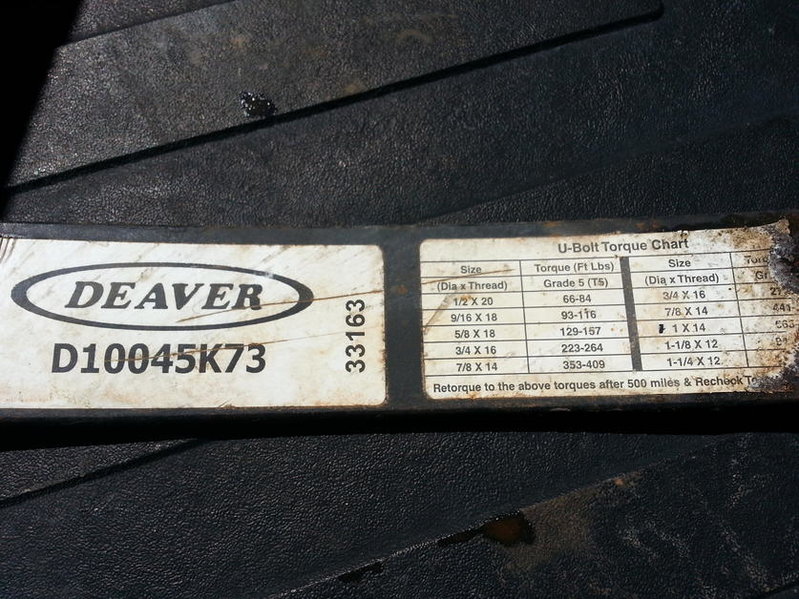 DEAVER
D10045K73
33163
U-Bolt Torque Chart
Size Torque (Ft Lbs) Size
(Dia x Thread) Grade 5 (T5) (Dia x Thread)
1/2 X 20 66-84 3/4 X 16
9/16 X 18 93-116 7/8 X 14
5/8 X 18 129-157 1 X 14
3/4 X 16 223-264 1-1/8 X 12
7/8 X 14 353-409 1-1/4 X 12
Retorque to the above torques after 500 miles & Recheck